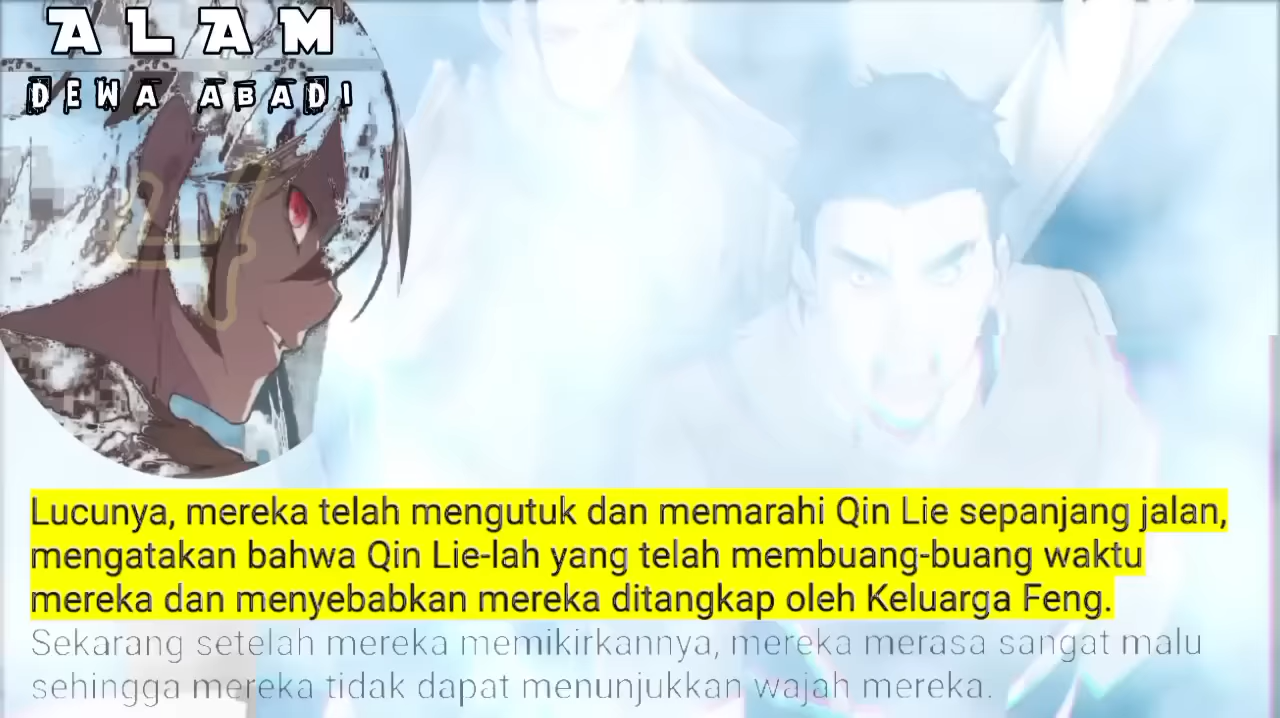 ALAM
DEWA ABADI
Lucunya, mereka telah mengutuk dan memarahi Qin Lie sepanjang jalan,
mengatakan bahwa Qin Lie-lah yang telah membuang-buang waktu
mereka dan menyebabkan mereka ditangkap oleh Keluarga Feng.
Sekarang setelah mereka memikirkannya, mereka merasa sangat malu
sehingga mereka tidak dapat menunjukkan wajah mereka.